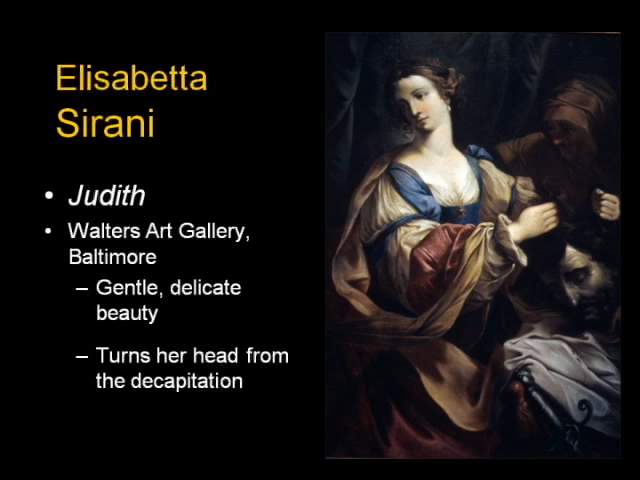 Elisabetta
Sirani
• Judith
• Walters Art Gallery,
Baltimore
– Gentle, delicate
beauty
– Turns her head from
the decapitation